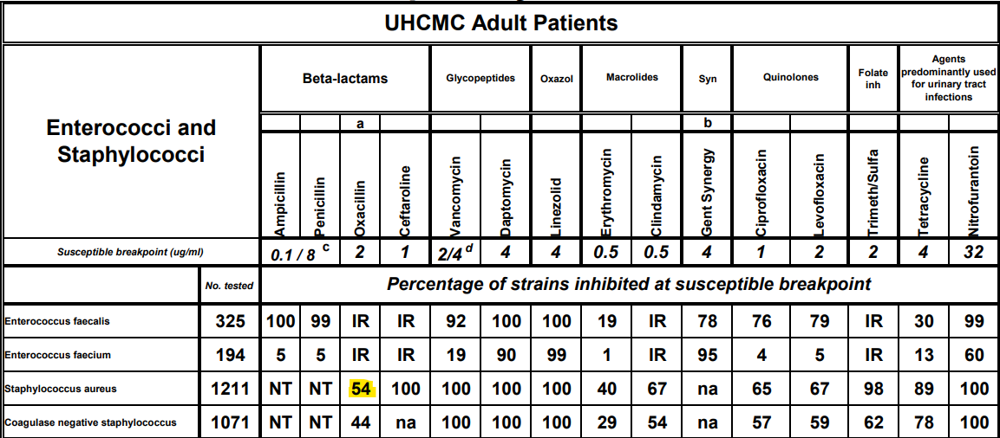 UHCMC Adult Patients
Enterococci and
Staphylococci
Beta-lactams Glycopeptides Oxazol Macrolides Syn Quinolones Folate
inh Agents
predominantly used
for urinary tract
infections
a b
Ampicillin Penicillin Oxacillin Ceftaroline Vancomycin Daptomycin Linezolid Erythromycin Clindamycin Gent Synergy Ciprofloxacin Levofloxacin Trimeth/Sulfa Tetracycline Nitrofurantoin
Susceptible breakpoint (ug/ml) 0.1 / 8 c 2 1 2/4 d 4 4 0.5 0.5 4 1 2 2 4 32
No. tested Percentage of strains inhibited at susceptible breakpoint
Enterococcus faecalis 325 100 99 IR IR 92 100 100 19 IR 78 76 79 IR 30 99
Enterococcus faecium 194 5 5 IR IR 19 90 99 1 IR 95 4 5 IR 13 60
Staphylococcus aureus 1211 NT NT 54 100 100 100 100 40 67 na 65 67 98 89 100
Coagulase negative staphylococcus 1071 NT NT 44 na 100 100 100 29 54 na 57 59 62 78 100